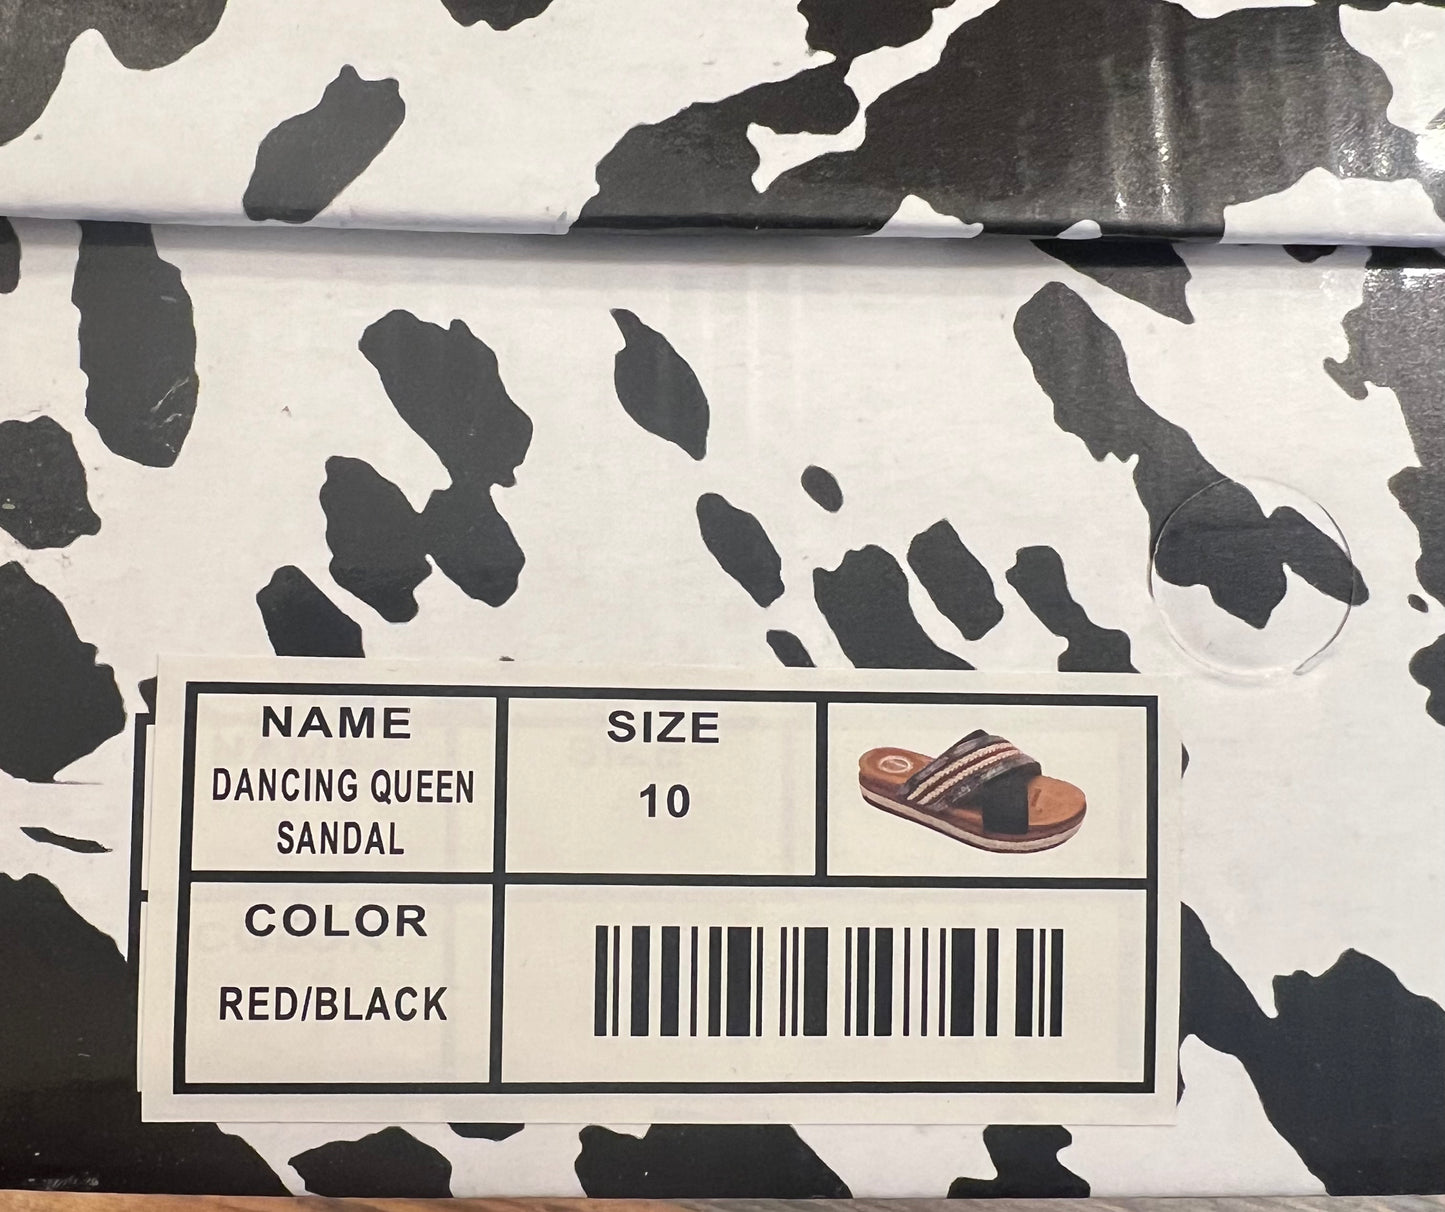 NAME
DANCING QUEEN
SANDAL
SIZE
10
COLOR
RED/BLACK